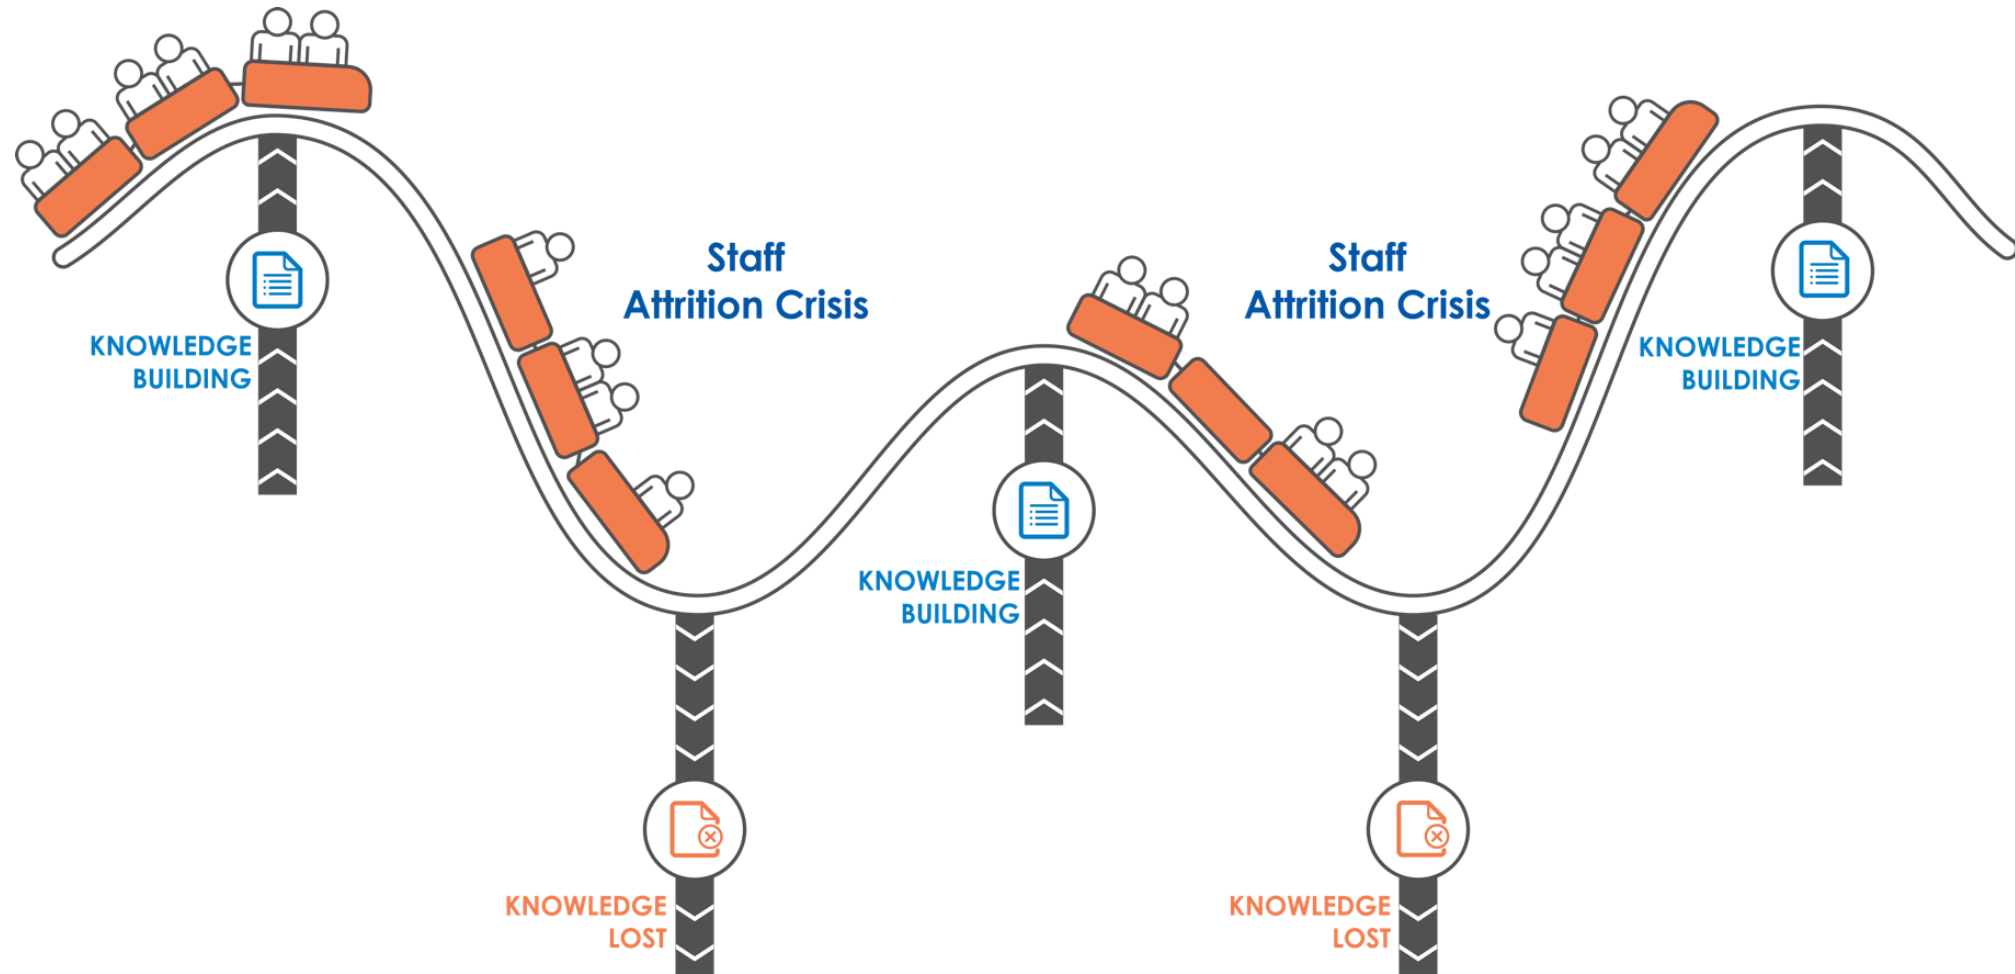 Staff
Attrition Crisis
Staff
Attrition Crisis
KNOWLEDGE
BUILDING
KNOWLEDGE
BUILDING
KNOWLEDGE
BUILDING
KNOWLEDGE
LOST
KNOWLEDGE
LOST